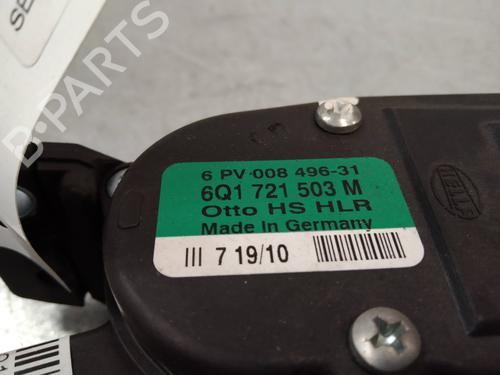 B-PARTS
6 PV 008 496-31
6Q1 721 503 M
Otto HS HLR
Made in Germany
III 7 19/10
HELLA